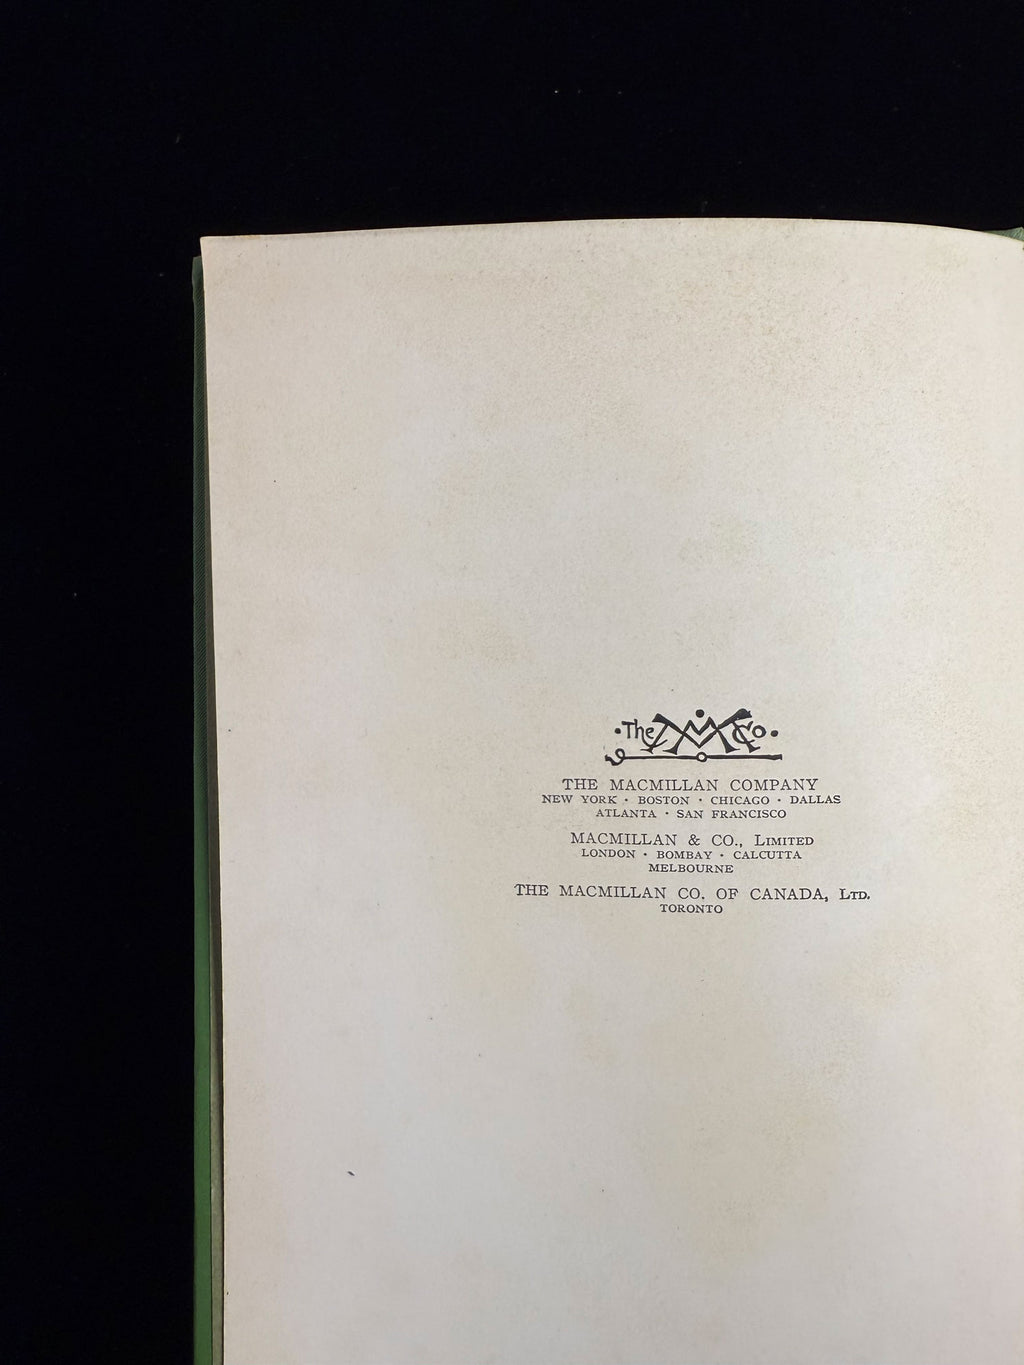 ·The MM Co·
THE MACMILLAN COMPANY
NEW YORK · BOSTON · CHICAGO · DALLAS
ATLANTA · SAN FRANCISCO
MACMILLAN & CO., LIMITED
LONDON · BOMBAY · CALCUTTA
MELBOURNE
THE MACMILLAN CO. OF CANADA, LTD.
TORONTO